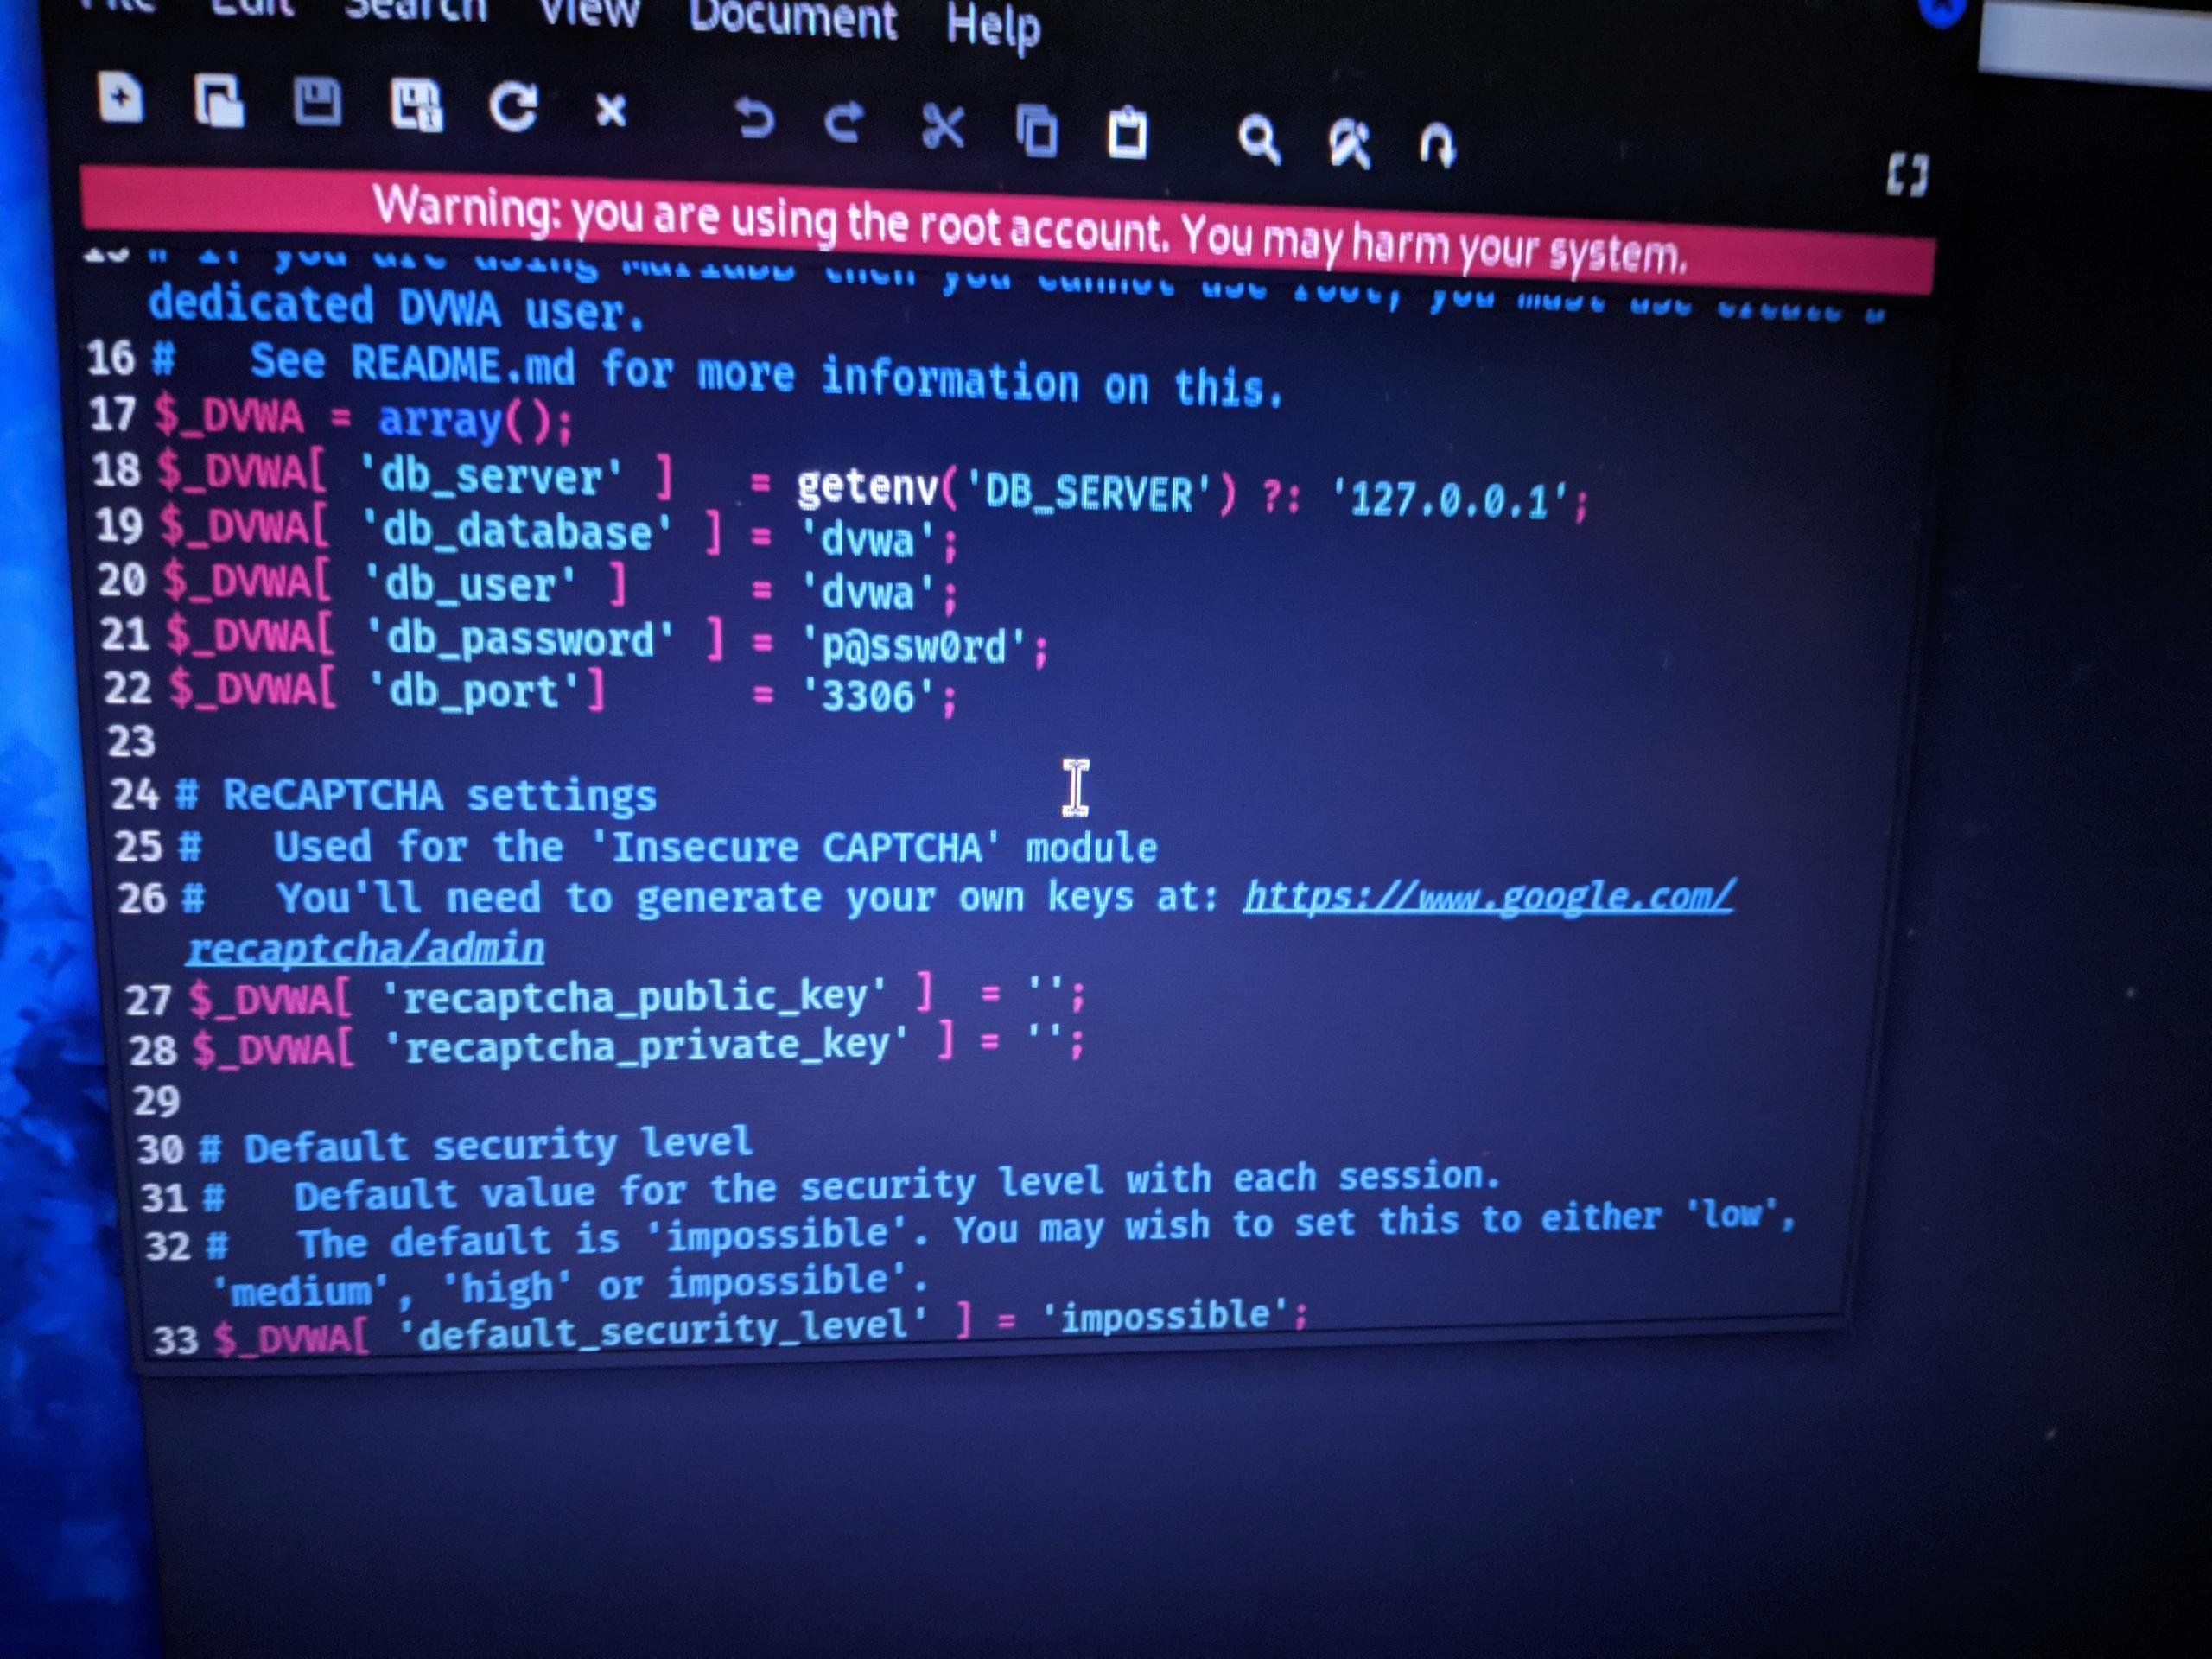 File Edit Search View Document Help
Warning: you are using the root account. You may harm your system.
15 # If you are using MariaDB then you cannot use root, you must use create a
dedicated DVWA user.
16 #   See README.md for more information on this.
17 $_DVWA = array();
18 $_DVWA[ 'db_server' ]   = getenv('DB_SERVER') ?: '127.0.0.1';
19 $_DVWA[ 'db_database' ] = 'dvwa';
20 $_DVWA[ 'db_user' ]     = 'dvwa';
21 $_DVWA[ 'db_password' ] = 'p@ssw0rd';
22 $_DVWA[ 'db_port']      = '3306';
23
24 # ReCAPTCHA settings
25 #   Used for the 'Insecure CAPTCHA' module
26 #   You'll need to generate your own keys at: https://www.google.com/
recaptcha/admin
27 $_DVWA[ 'recaptcha_public_key' ]  = '';
28 $_DVWA[ 'recaptcha_private_key' ] = '';
29
30 # Default security level
31 #   Default value for the security level with each session.
32 #   The default is 'impossible'. You may wish to set this to either 'low',
'medium', 'high' or impossible'.
33 $_DVWA[ 'default_security_level' ] = 'impossible';